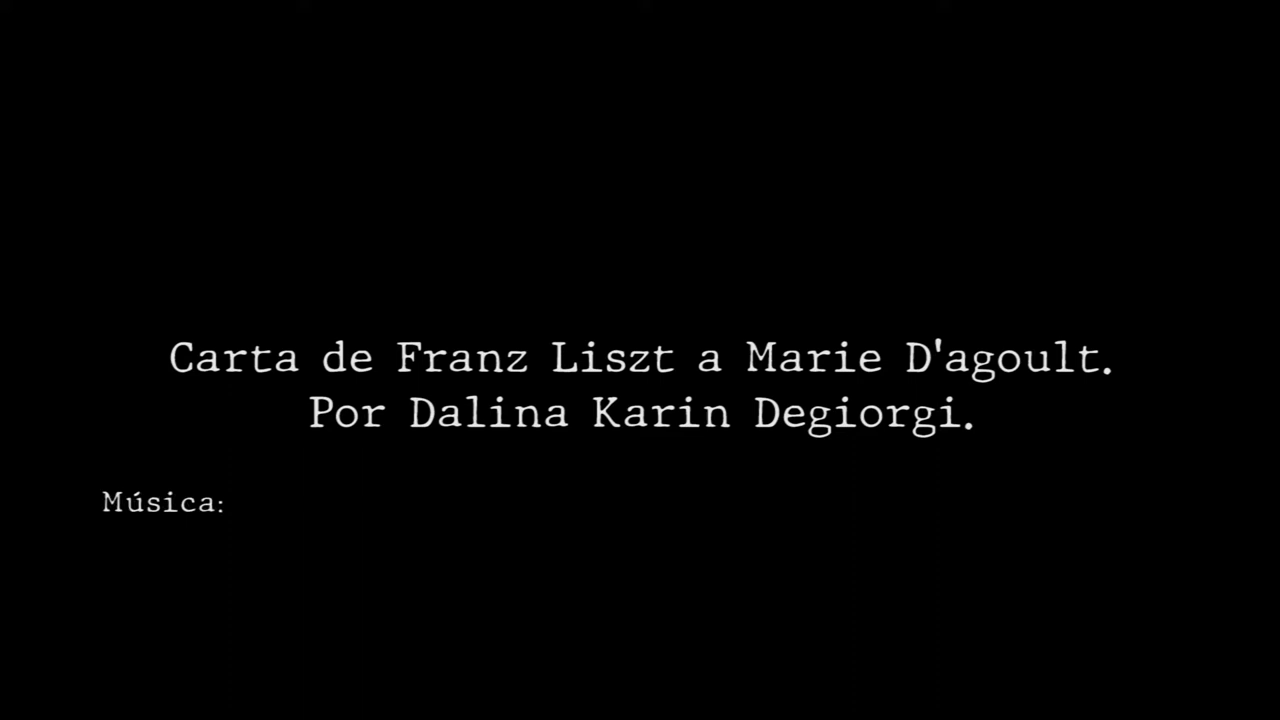 Carta de Franz Liszt a Marie D'agoult.
Por Dalina Karin Degiorgi.
Música: